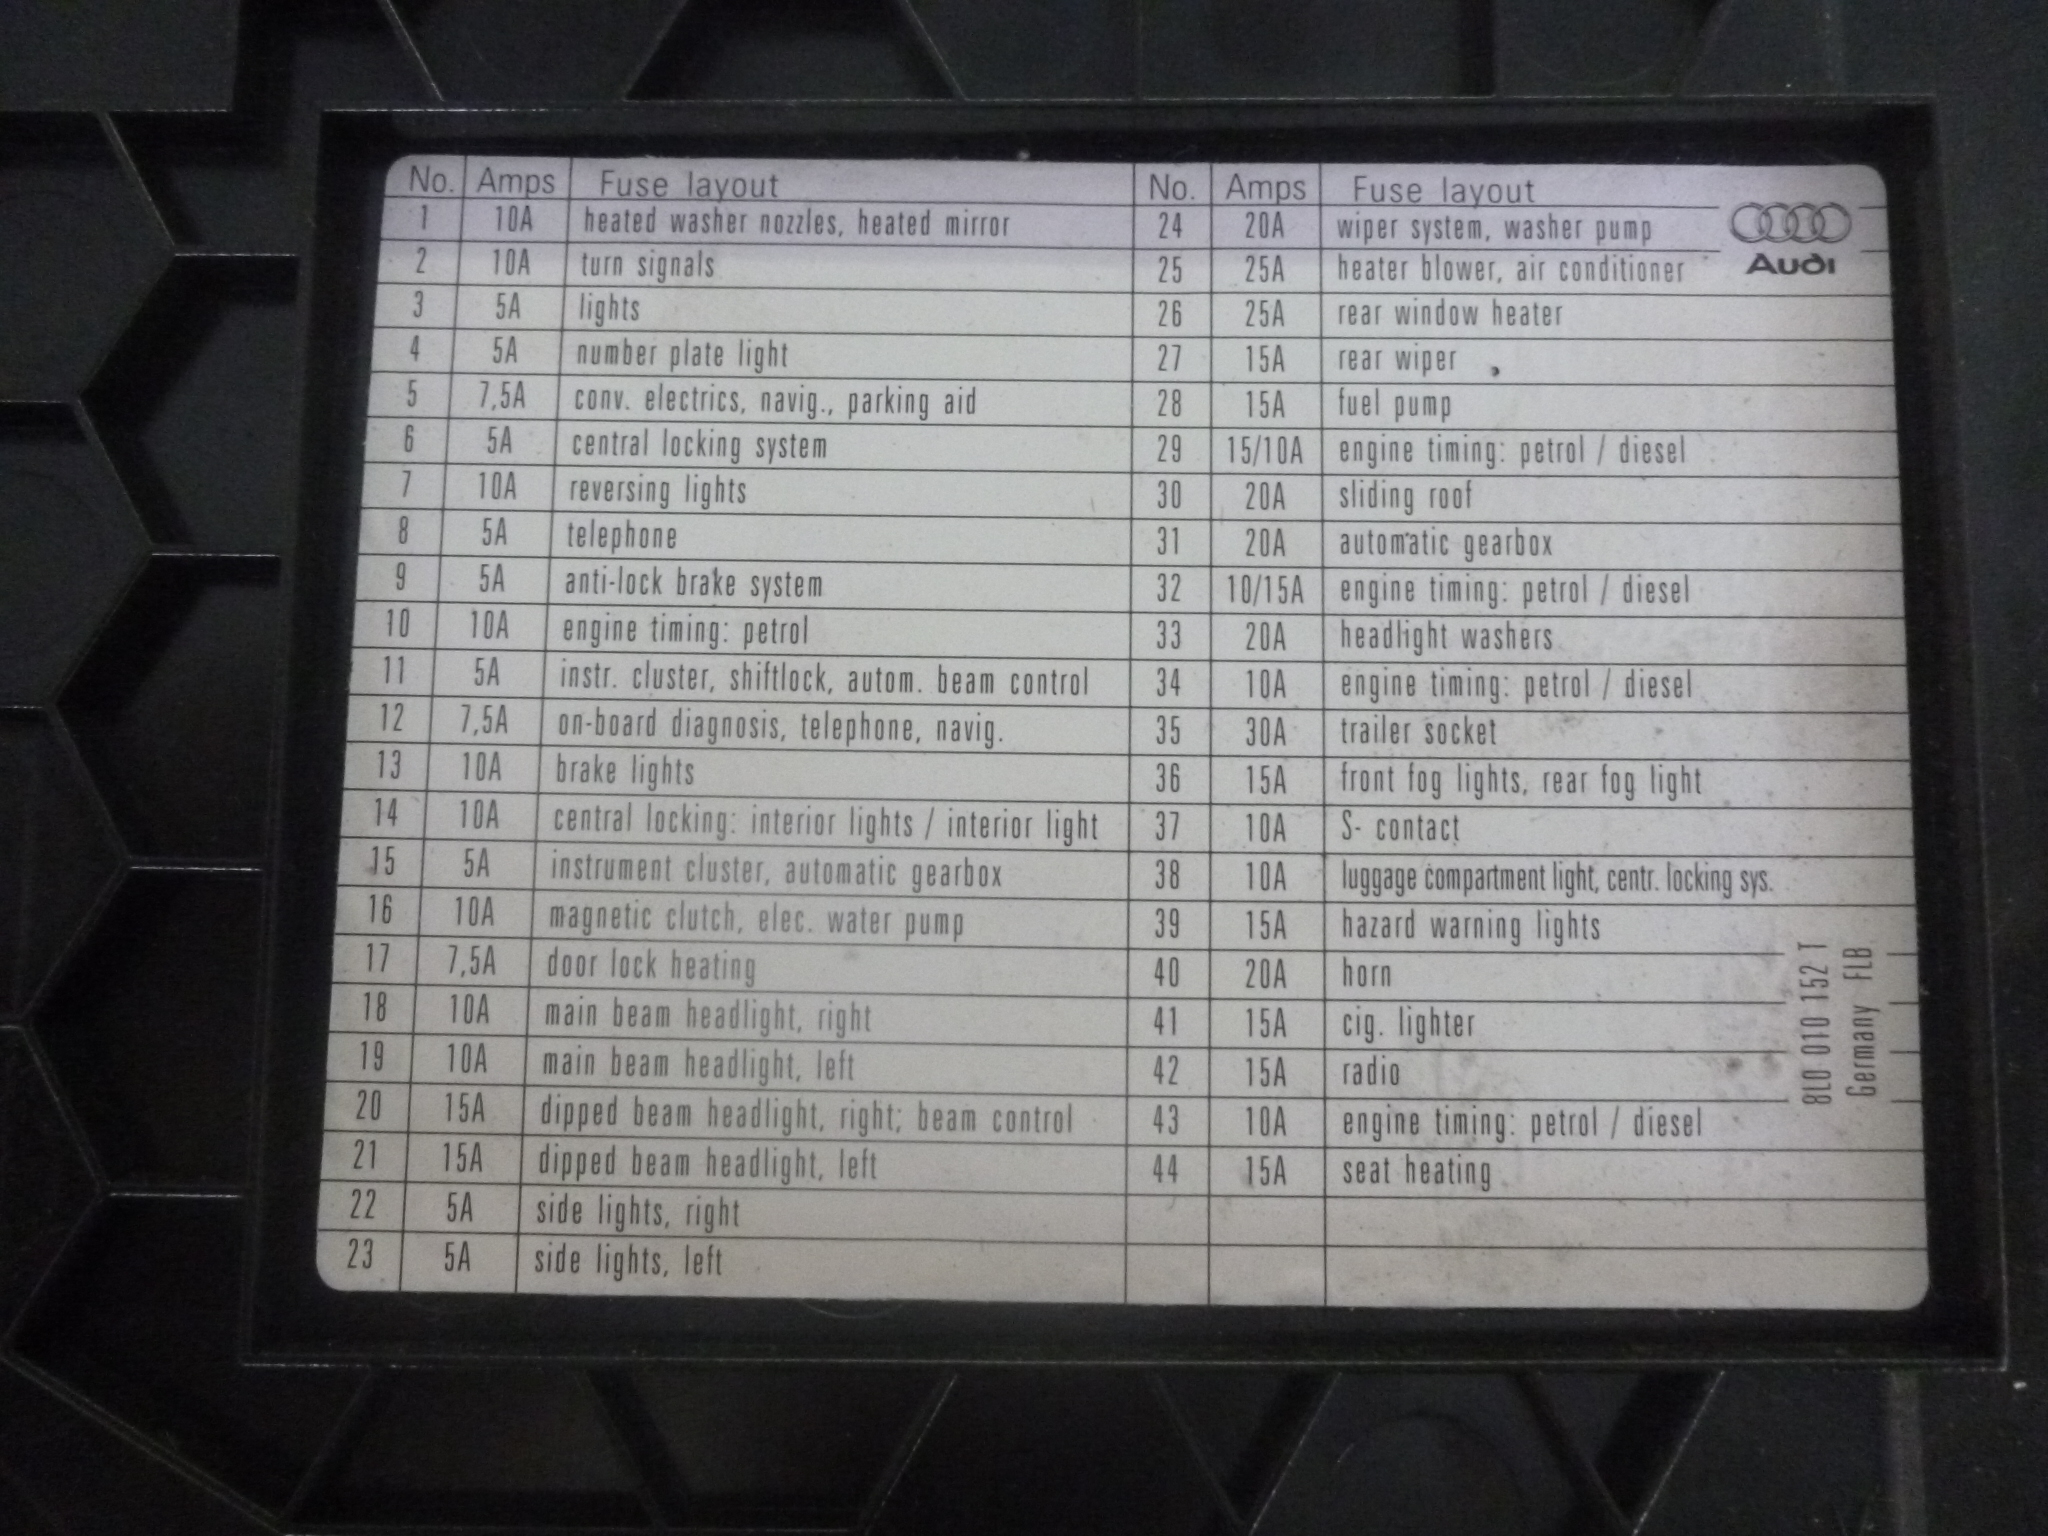 No. Amps Fuse layout
1 10A heated washer nozzles, heated mirror
2 10A turn signals
3 5A lights
4 5A number plate light
5 7,5A conv. electrics, navig., parking aid
6 5A central locking system
7 10A reversing lights
8 5A telephone
9 5A anti-lock brake system
10 10A engine timing: petrol
11 5A instr. cluster, shiftlock, autom. beam control
12 7,5A on-board diagnosis, telephone, navig.
13 10A brake lights
14 10A central locking: interior lights / interior light
15 5A instrument cluster, automatic gearbox
16 10A magnetic clutch, elec. water pump
17 7,5A door lock heating
18 10A main beam headlight, right
19 10A main beam headlight, left
20 15A dipped beam headlight, right; beam control
21 15A dipped beam headlight, left
22 5A side lights, right
23 5A side lights, left
No. Amps Fuse layout
24 20A wiper system, washer pump
25 25A heater blower, air conditioner
26 25A rear window heater
27 15A rear wiper
28 15A fuel pump
29 15/10A engine timing: petrol / diesel
30 20A sliding roof
31 20A automatic gearbox
32 10/15A engine timing: petrol / diesel
33 20A headlight washers
34 10A engine timing: petrol / diesel
35 30A trailer socket
36 15A front fog lights, rear fog light
37 10A S- contact
38 10A luggage compartment light, centr. locking sys.
39 15A hazard warning lights
40 20A horn
41 15A cig. lighter
42 15A radio
43 10A engine timing: petrol / diesel
44 15A seat heating
Audi
8L0 010 152 T
Germany FLB